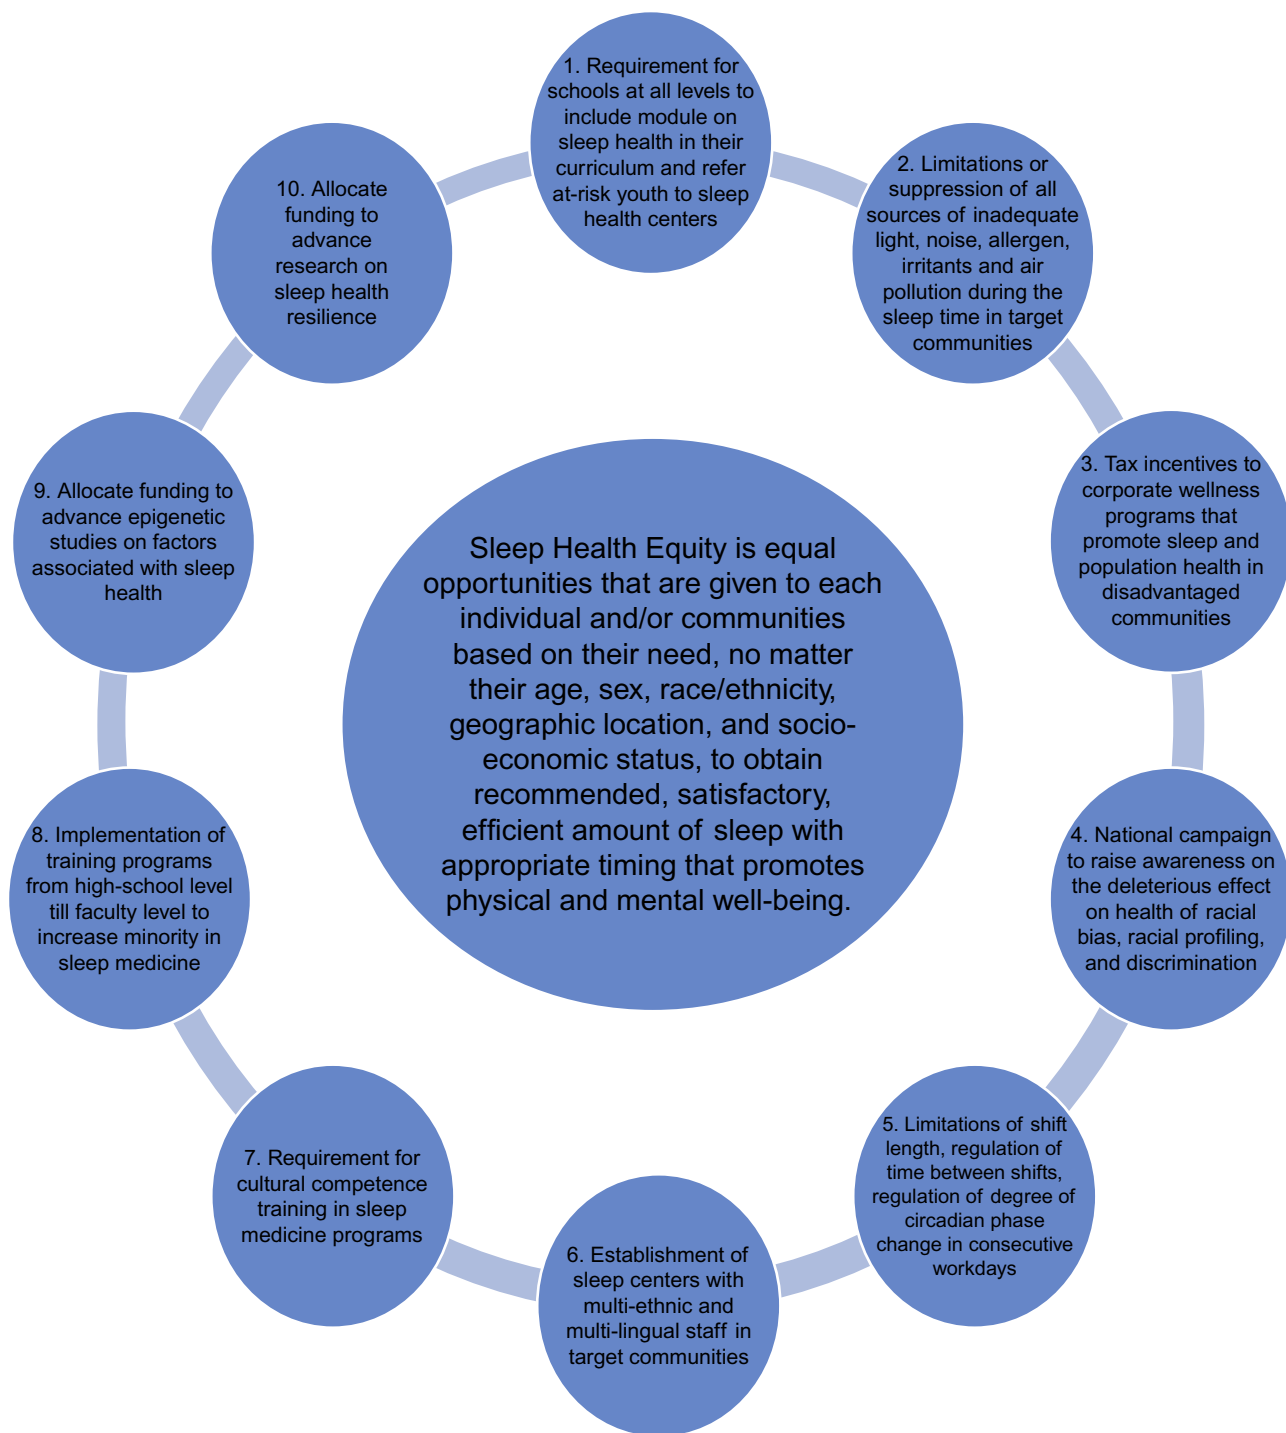 1. Requirement for
schools at all levels to
include module on
sleep health in their
curriculum and refer
at-risk youth to sleep
health centers
2. Limitations or
suppression of all
sources of inadequate
light, noise, allergen,
irritants and air
pollution during the
sleep time in target
communities
3. Tax incentives to
corporate wellness
programs that
promote sleep and
population health in
disadvantaged
communities
4. National campaign
to raise awareness on
the deleterious effect
on health of racial
bias, racial profiling,
and discrimination
5. Limitations of shift
length, regulation of
time between shifts,
regulation of degree of
circadian phase
change in consecutive
workdays
6. Establishment of
sleep centers with
multi-ethnic and
multi-lingual staff in
target communities
7. Requirement for
cultural competence
training in sleep
medicine programs
8. Implementation of
training programs
from high-school level
till faculty level to
increase minority in
sleep medicine
9. Allocate funding to
advance epigenetic
studies on factors
associated with sleep
health
10. Allocate
funding to
advance
research on
sleep health
resilience
Sleep Health Equity is equal
opportunities that are given to each
individual and/or communities
based on their need, no matter
their age, sex, race/ethnicity,
geographic location, and socio-
economic status, to obtain
recommended, satisfactory,
efficient amount of sleep with
appropriate timing that promotes
physical and mental well-being.